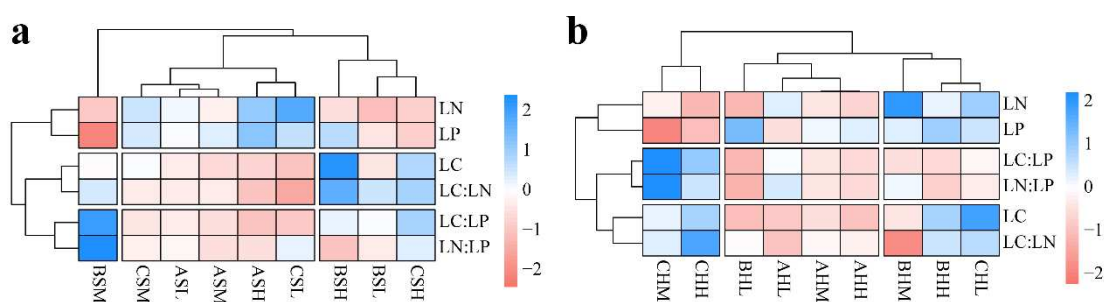 a
LN
LP
LC
LC:LN
LC:LP
LN:LP
BSM
CSM
ASL
ASM
ASH
CSL
BSH
BSL
CSH
2
1
0
−1
−2
b
LN
LP
LC:LP
LN:LP
LC
LC:LN
CHM
CHH
BHL
AHL
AHM
AHH
BHM
BHH
CHL
2
1
0
−1
−2